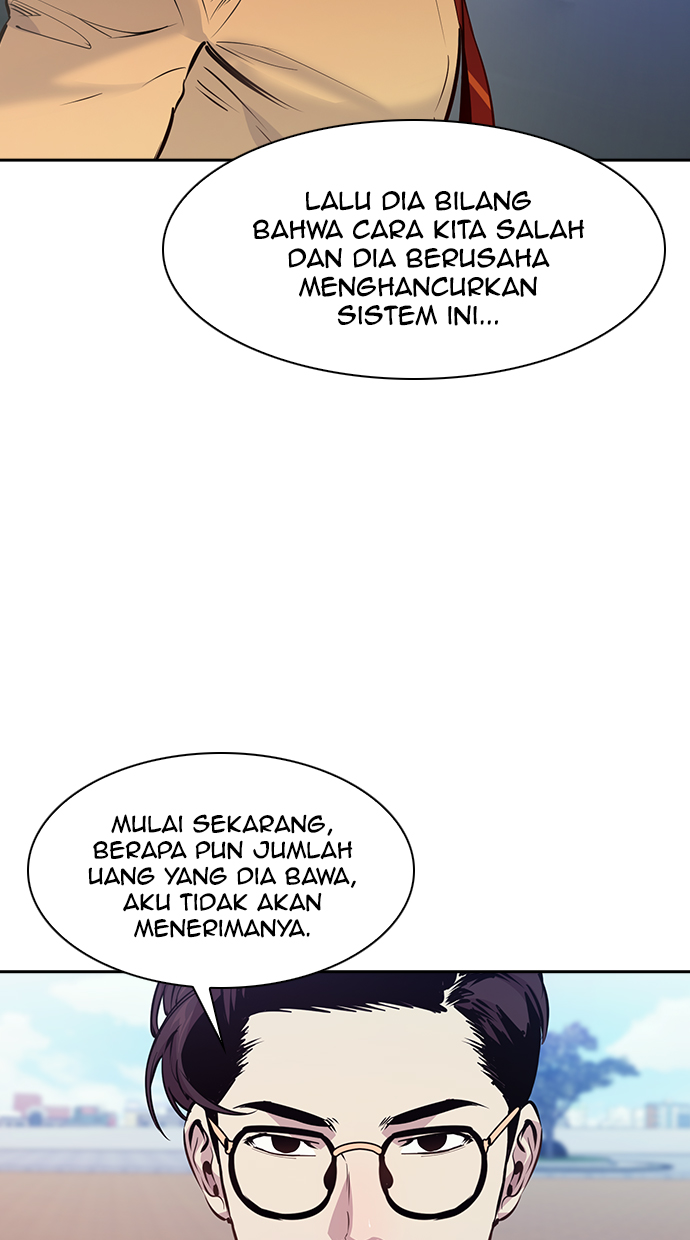 LALU DIA BILANG
BAHWA CARA KITA SALAH
DAN DIA BERUSAHA
MENGHANCURKAN
SISTEM INI...
MULAI SEKARANG,
BERAPA PUN JUMLAH
UANG YANG DIA BAWA,
AKU TIDAK AKAN
MENERIMANYA.